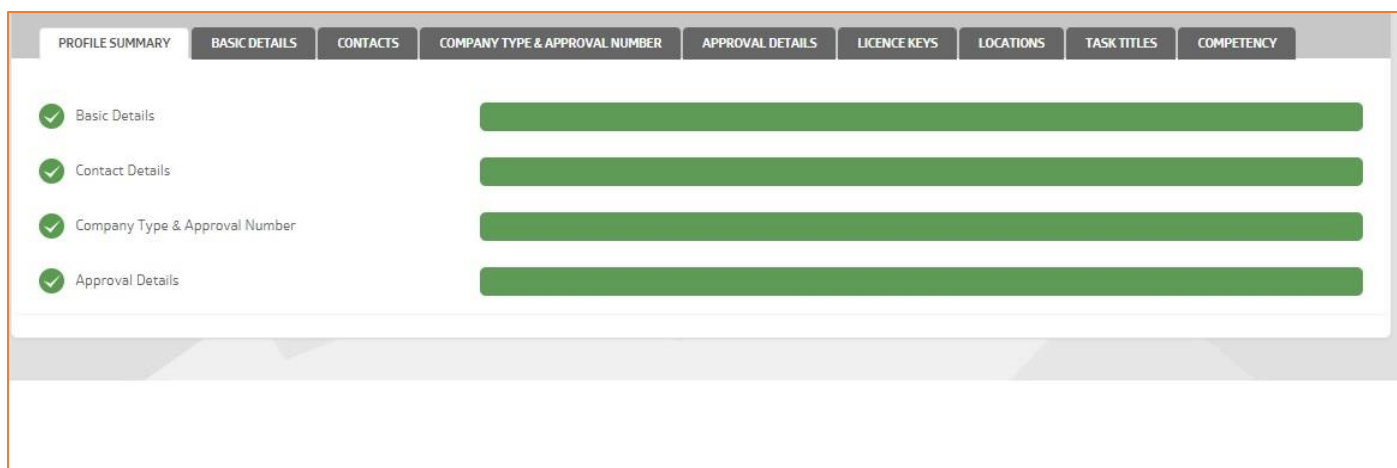 PROFILE SUMMARY BASIC DETAILS CONTACTS COMPANY TYPE & APPROVAL NUMBER APPROVAL DETAILS LICENCE KEYS LOCATIONS TASK TITLES COMPETENCY
Basic Details
Contact Details
Company Type & Approval Number
Approval Details